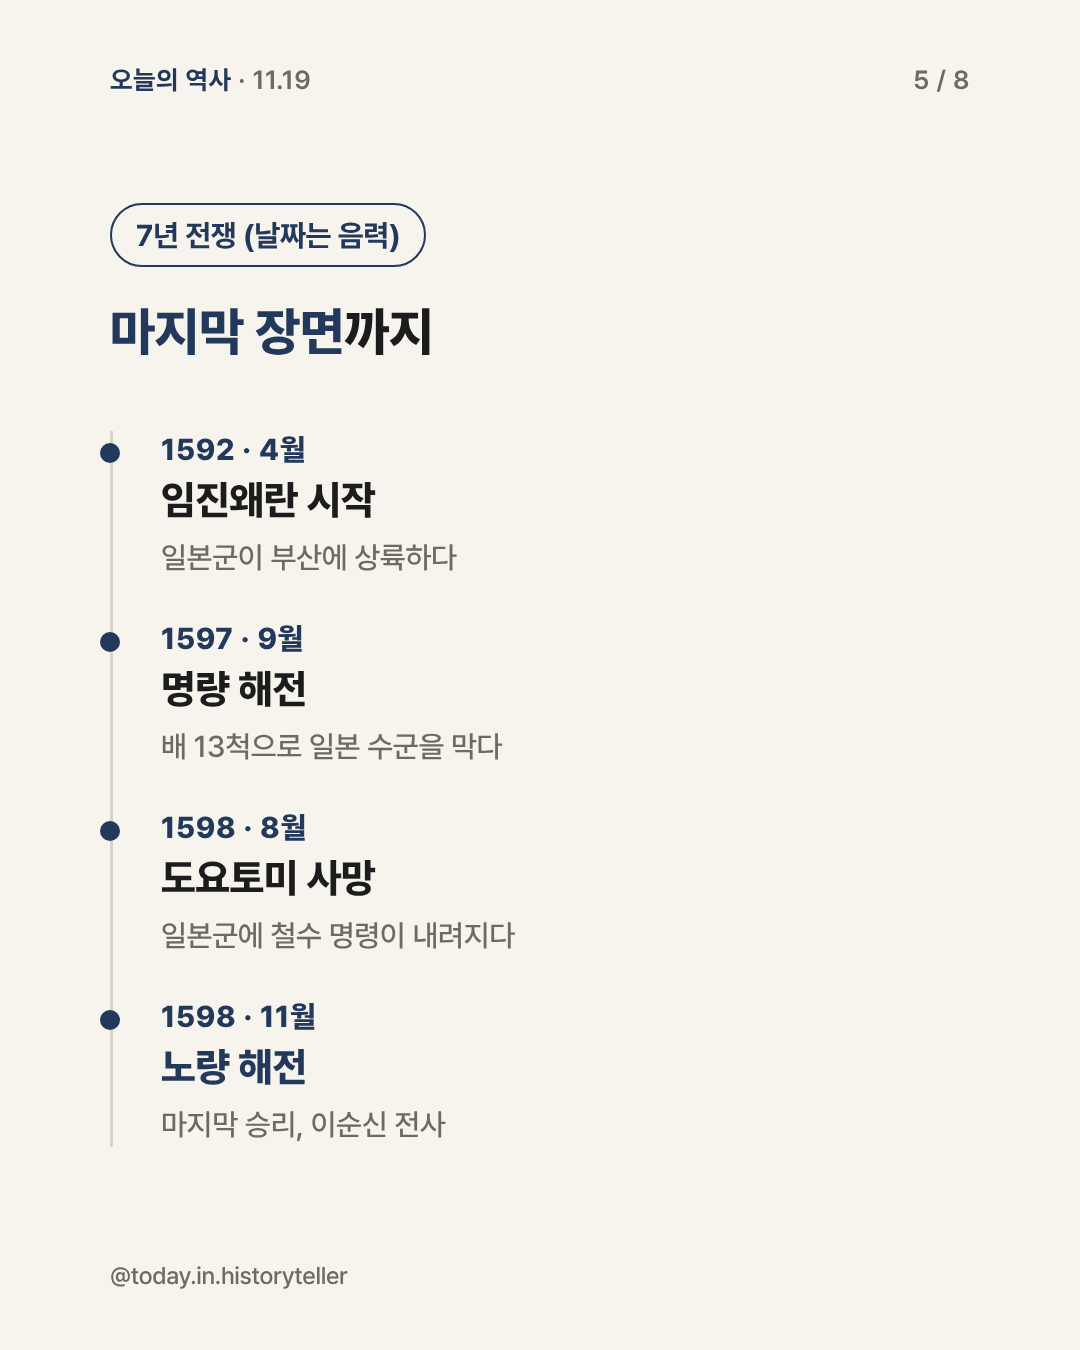 오늘의 역사 · 11.19
5 / 8
7년 전쟁 (날짜는 음력)
마지막 장면까지
1592 · 4월
임진왜란 시작
일본군이 부산에 상륙하다
1597 · 9월
명량 해전
배 13척으로 일본 수군을 막다
1598 · 8월
도요토미 사망
일본군에 철수 명령이 내려지다
1598 · 11월
노량 해전
마지막 승리, 이순신 전사
@today.in.historyteller